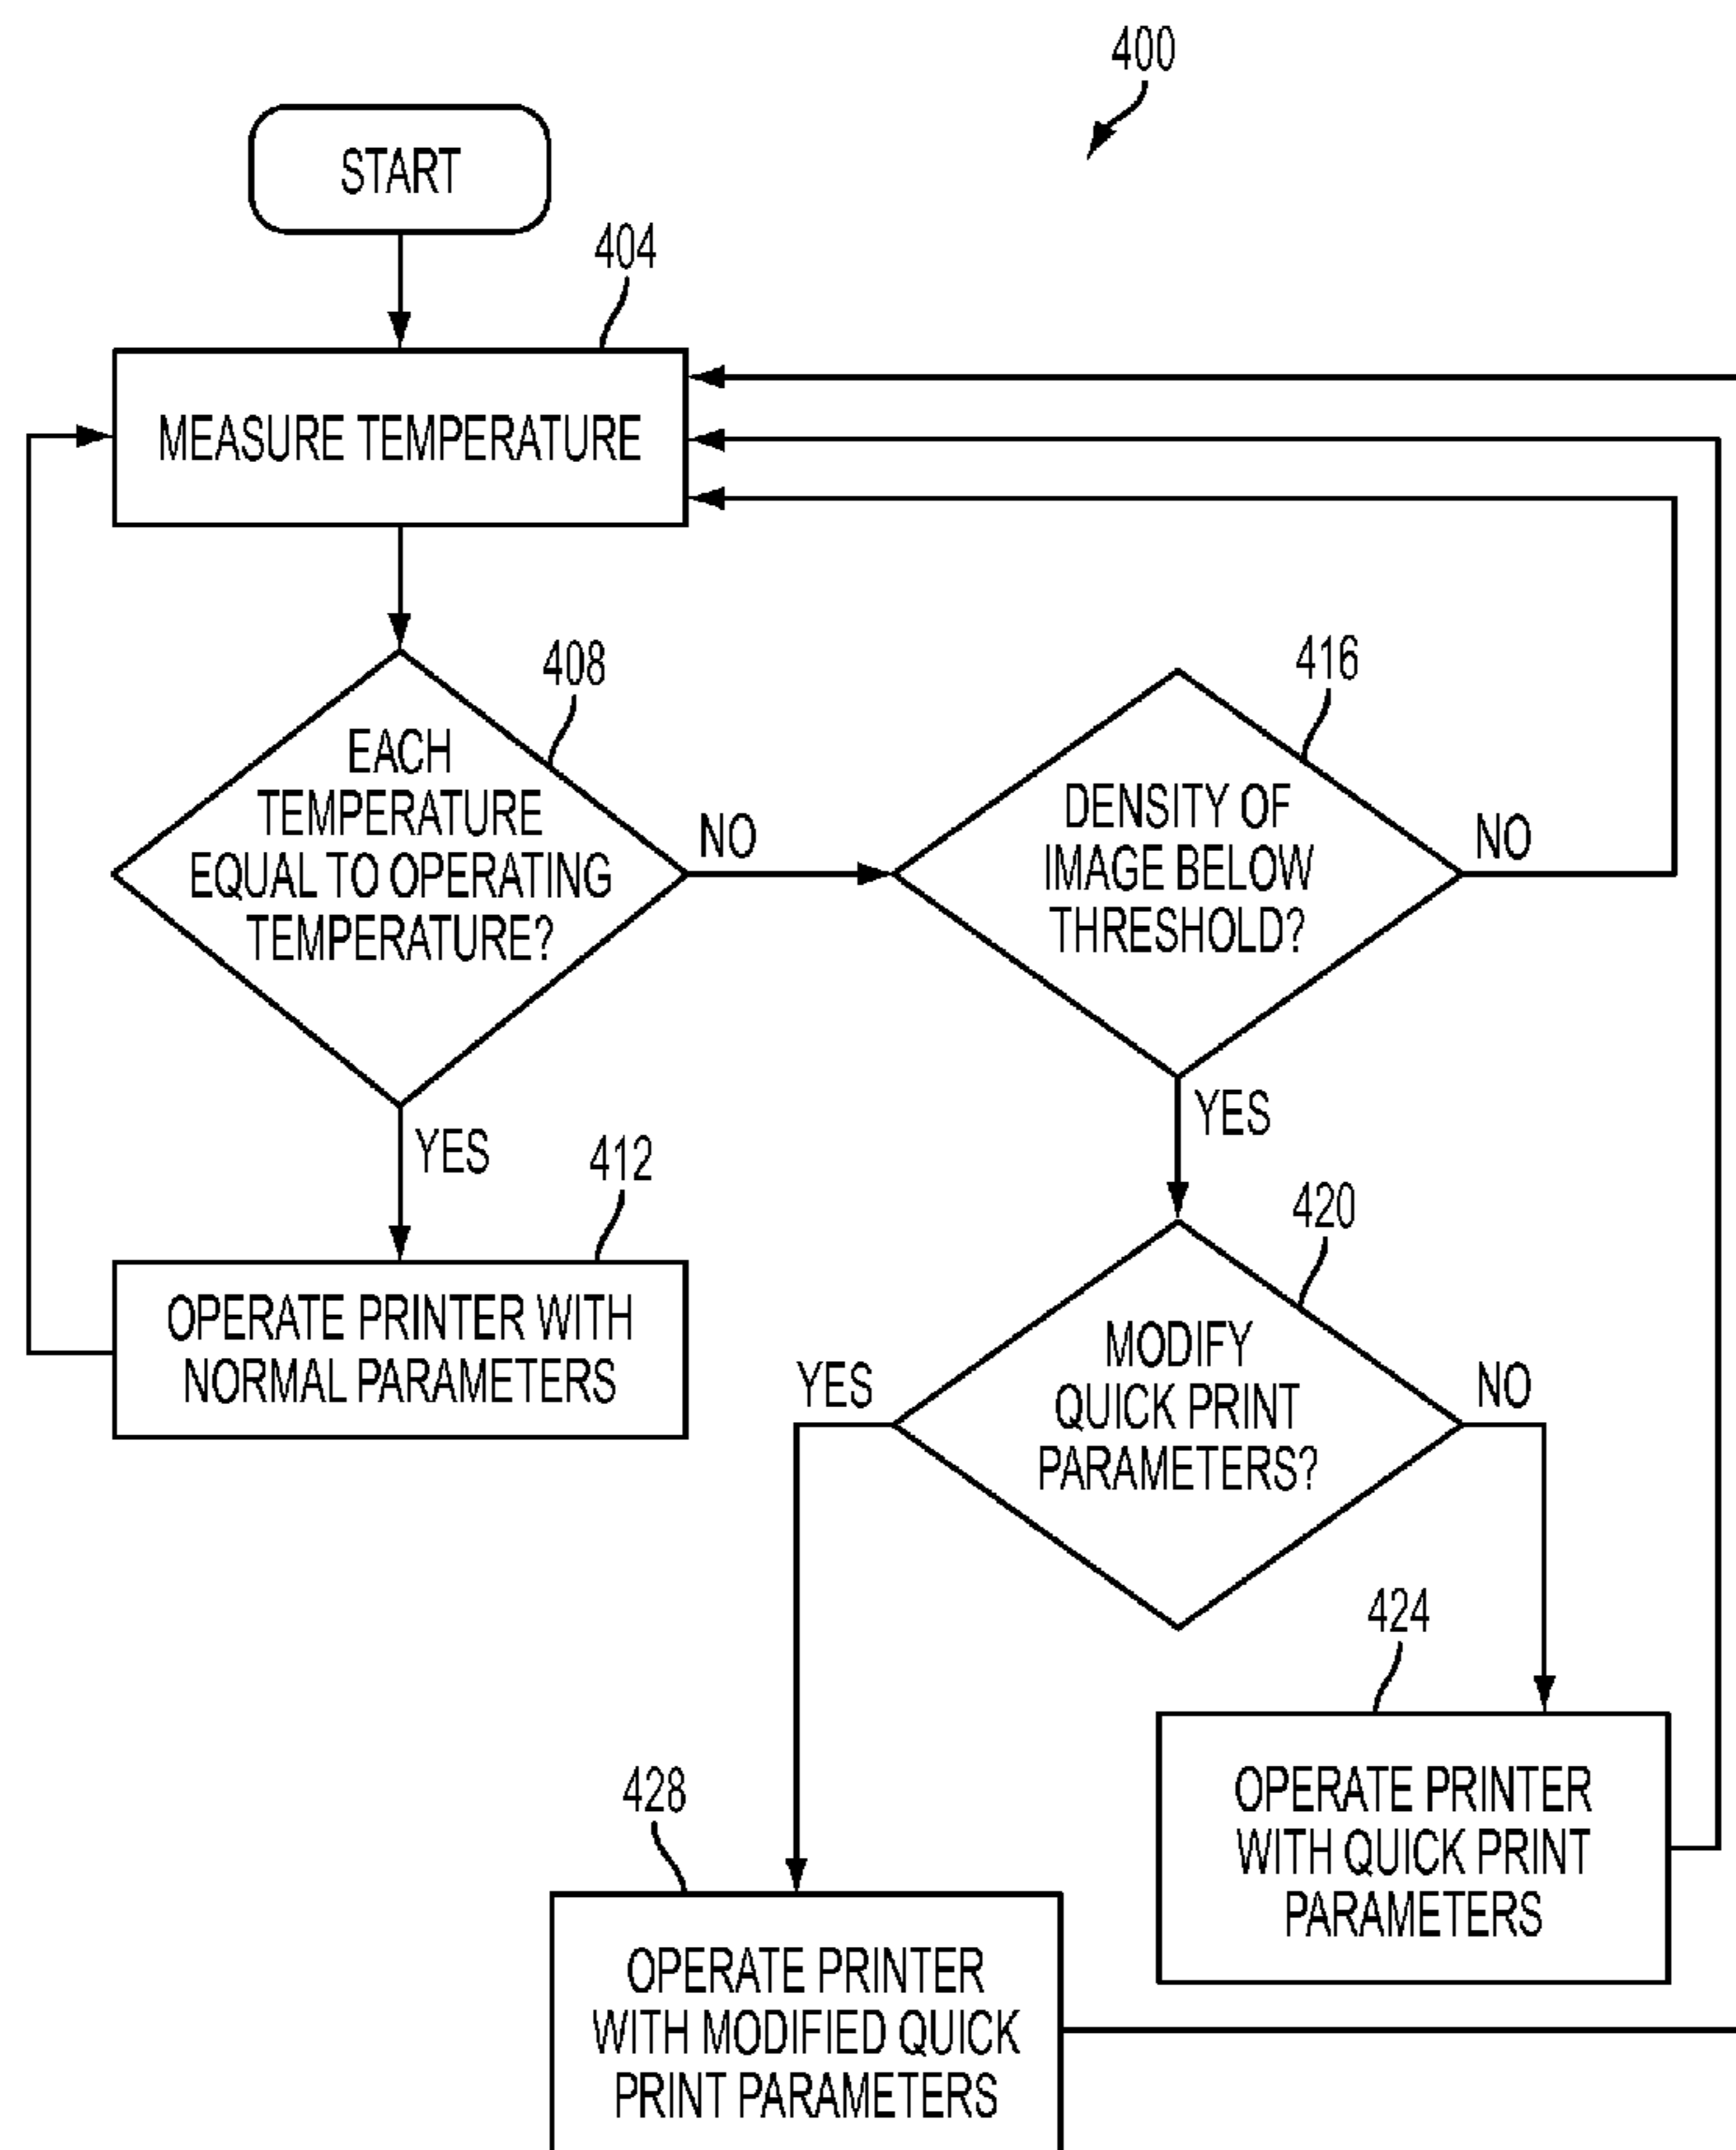 400
START
404
MEASURE TEMPERATURE
408
EACH
TEMPERATURE
EQUAL TO OPERATING
TEMPERATURE?
NO
416
DENSITY OF
IMAGE BELOW
THRESHOLD?
NO
YES
YES
412
OPERATE PRINTER WITH
NORMAL PARAMETERS
420
MODIFY
QUICK PRINT
PARAMETERS?
YES
NO
424
OPERATE PRINTER
WITH QUICK PRINT
PARAMETERS
428
OPERATE PRINTER
WITH MODIFIED QUICK
PRINT PARAMETERS